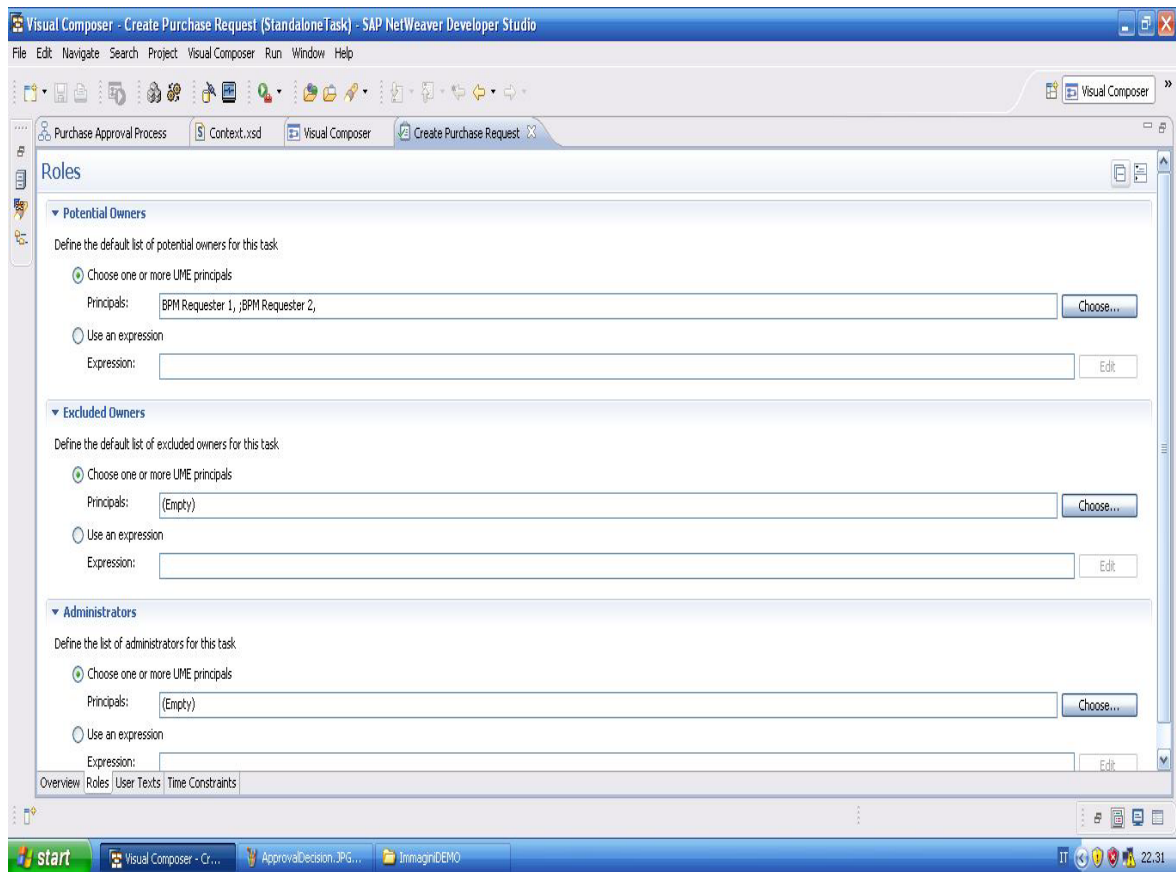 Visual Composer - Create Purchase Request (StandaloneTask) - SAP NetWeaver Developer Studio
File Edit Navigate Search Project Visual Composer Run Window Help
Visual Composer »
Purchase Approval Process Context.xsd Visual Composer Create Purchase Request
Roles
Potential Owners
Define the default list of potential owners for this task
Choose one or more UME principals
Principals: BPM Requester 1, ;BPM Requester 2, Choose...
Use an expression
Expression: Edit
Excluded Owners
Define the default list of excluded owners for this task
Choose one or more UME principals
Principals: (Empty) Choose...
Use an expression
Expression: Edit
Administrators
Define the list of administrators for this task
Choose one or more UME principals
Principals: (Empty) Choose...
Use an expression
Expression: Edit
Overview Roles User Texts Time Constraints
start Visual Composer - Cr... ApprovalDecision.JPG... ImmaginiDEMO IT 22.31